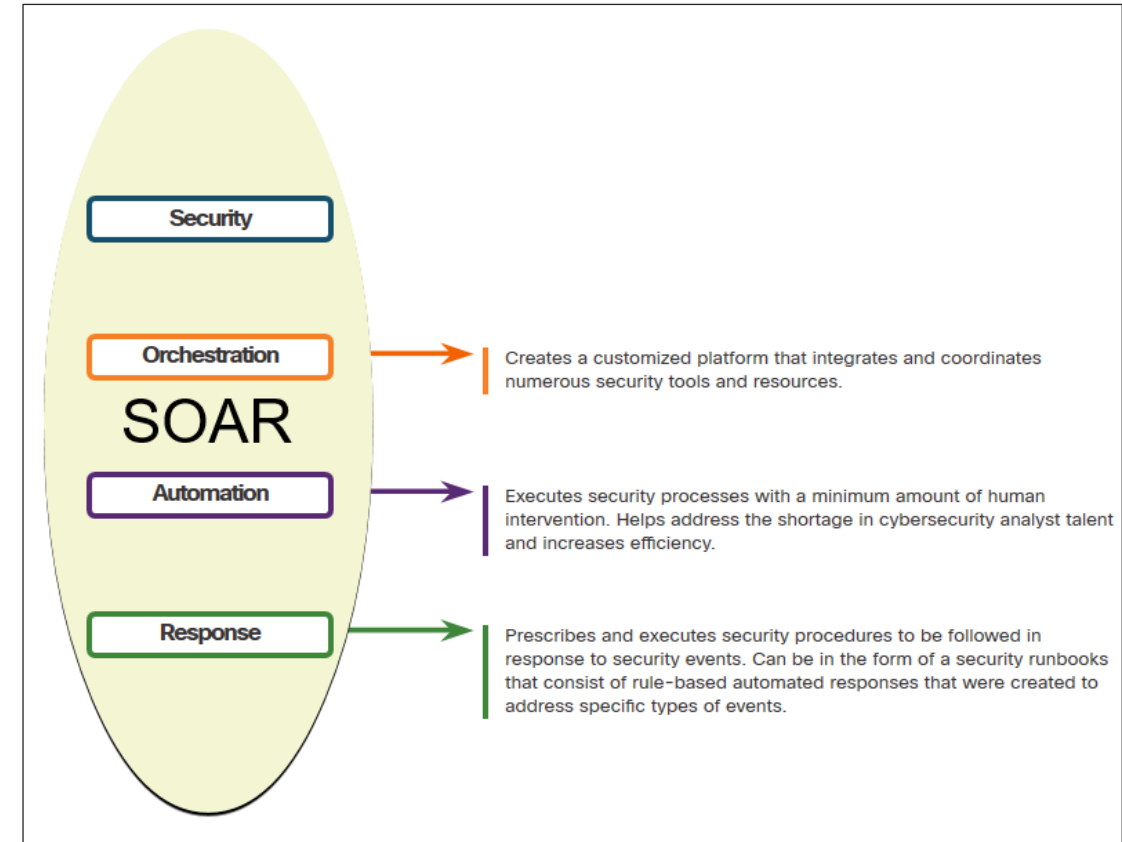 Security
Orchestration
Creates a customized platform that integrates and coordinates
numerous security tools and resources.
SOAR
Automation
Executes security processes with a minimum amount of human
intervention. Helps address the shortage in cybersecurity analyst talent
and increases efficiency.
Response
Prescribes and executes security procedures to be followed in
response to security events. Can be in the form of a security runbooks
that consist of rule-based automated responses that were created to
address specific types of events.